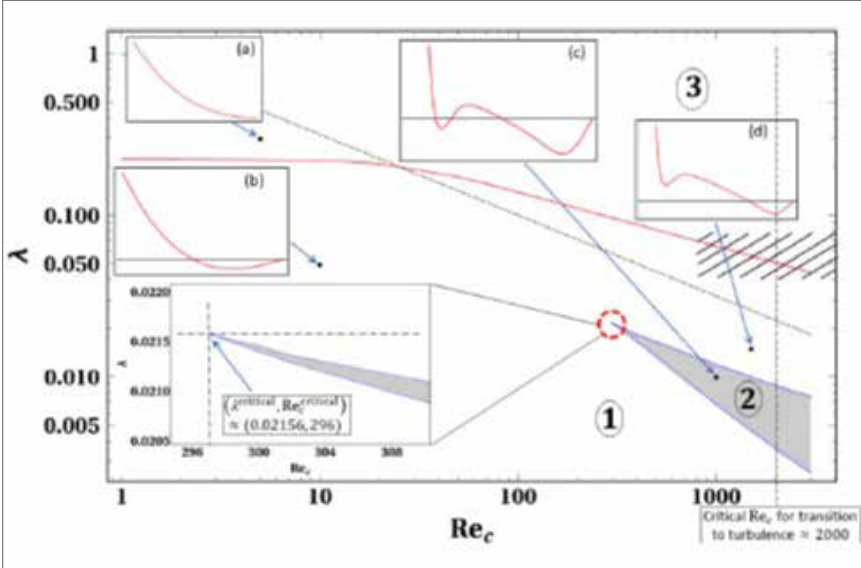 1
0.500
0.100
0.050
0.010
0.005
λ
(a)
(b)
(c)
(d)
3
2
1
0.0220
0.0215
0.0210
0.0205
λ
(λcritical, Reccritical)
≈ (0.02156, 296)
296 300 304 308
Rec
1 10 100 1000
Rec
Critical Rec for transition
to turbulence ≈ 2000